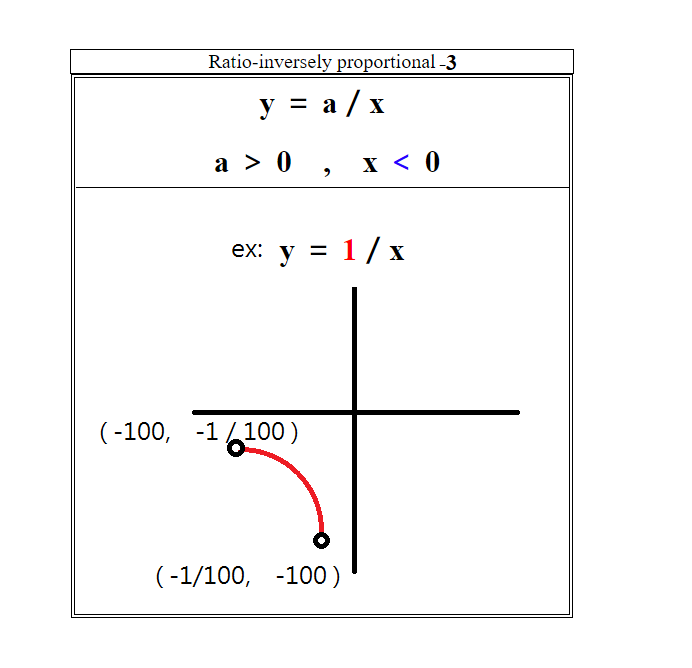 Ratio-inversely proportional -3
y = a / x
a > 0 , x < 0
ex: y = 1 / x
( -100, -1 / 100 )
( -1/100, -100 )